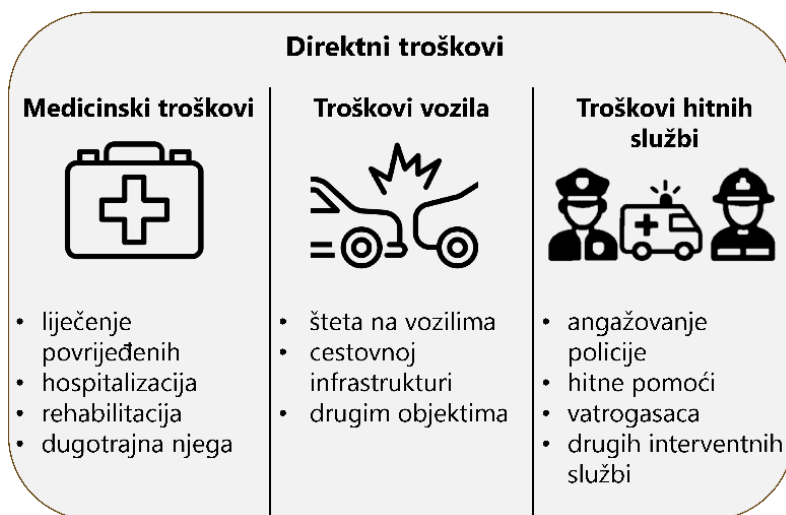 Direktni troškovi
Medicinski troškovi
• liječenje
povrijeđenih
• hospitalizacija
• rehabilitacija
• dugotrajna njega
Troškovi vozila
• šteta na vozilima
• cestovnoj
infrastrukturi
• drugim objektima
Troškovi hitnih
službi
• angažovanje
policije
• hitne pomoći
• vatrogasaca
• drugih interventnih
službi